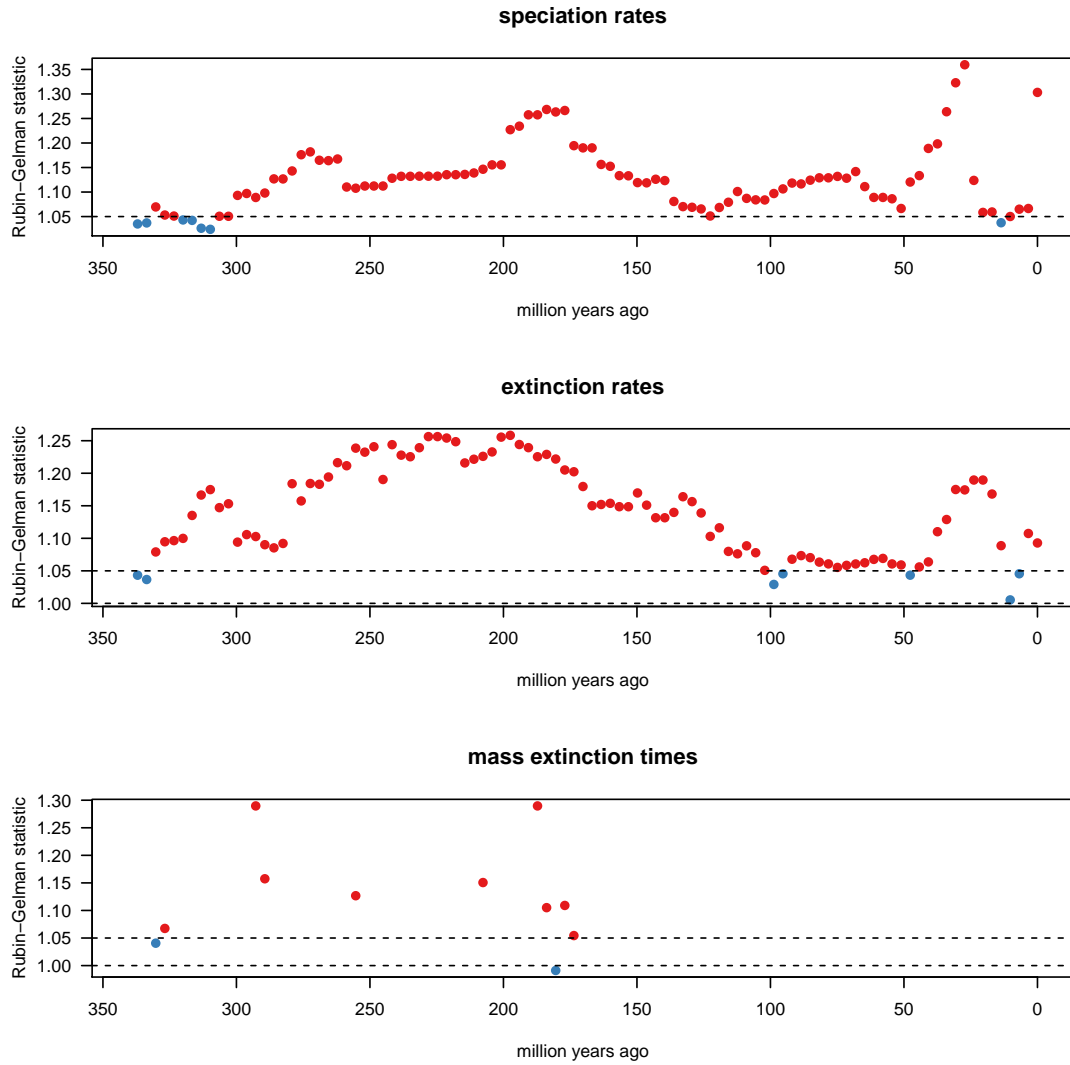 speciation rates
Rubin−Gelman statistic
1.35
1.30
1.25
1.20
1.15
1.10
1.05
350 300 250 200 150 100 50 0
million years ago
extinction rates
Rubin−Gelman statistic
1.25
1.20
1.15
1.10
1.05
1.00
350 300 250 200 150 100 50 0
million years ago
mass extinction times
Rubin−Gelman statistic
1.30
1.25
1.20
1.15
1.10
1.05
1.00
350 300 250 200 150 100 50 0
million years ago